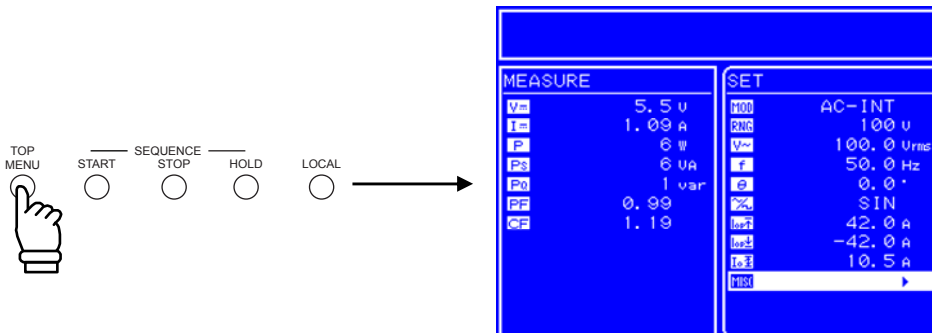 TOP
MENU
SEQUENCE
START
STOP
HOLD
LOCAL
MEASURE
V⎓ 5.5 V
I⎓ 1.09 A
P 6 W
PS 6 VA
PQ 1 var
PF 0.99
CF 1.19
SET
MOD AC-INT
RNG 100 V
V~ 100.0 Vrms
f 50.0 Hz
θ 0.0°
SIN
42.0 A
-42.0 A
10.5 A
MISC